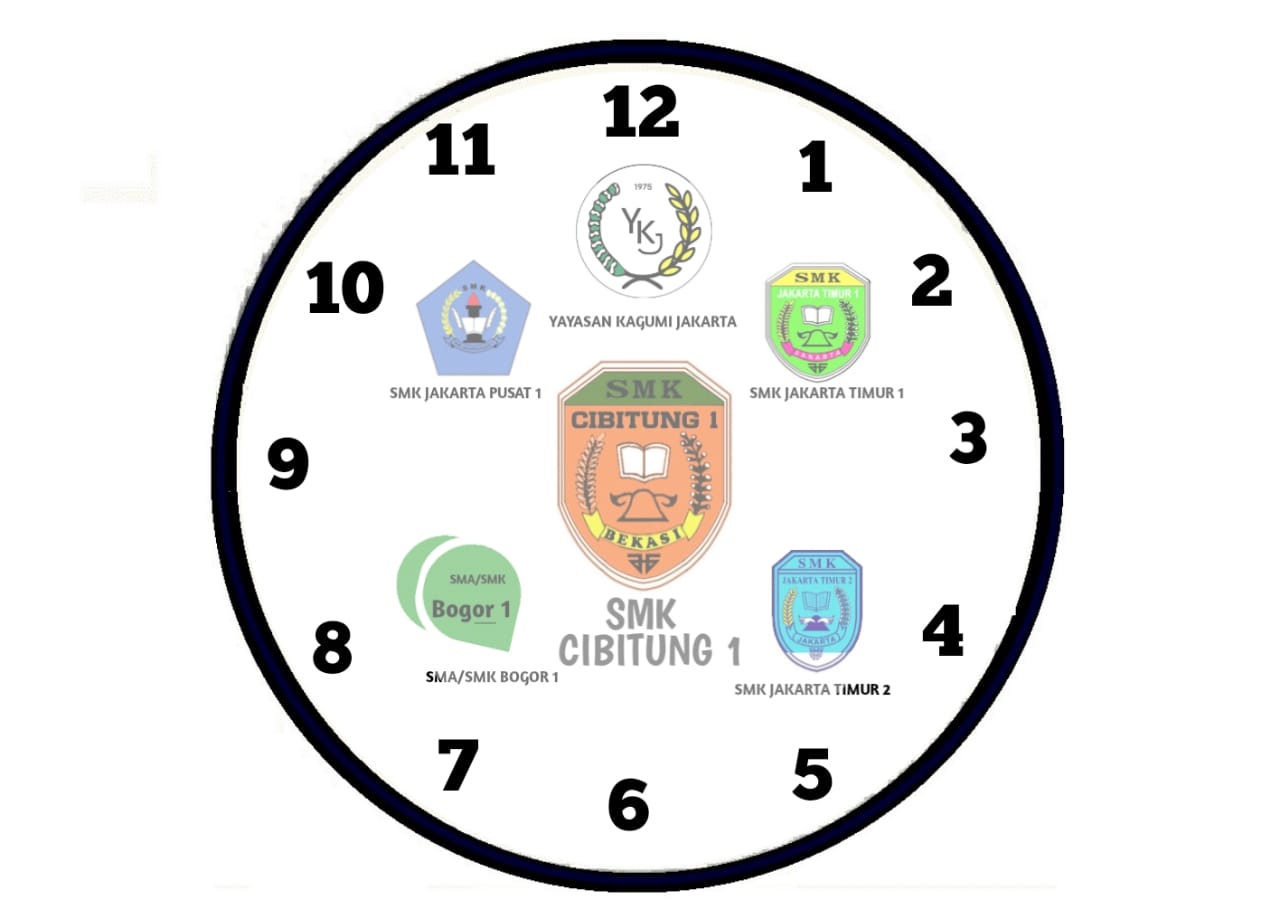 12
11
1
1975
YKJ
10
SMK
2
SMK
JAKARTA TIMUR 1
JAKARTA
YAYASAN KAGUMI JAKARTA
SMK JAKARTA PUSAT 1
SMK JAKARTA TIMUR 1
SMK
CIBITUNG 1
BEKASI
9
3
SMA/SMK
Bogor 1
SMK
JAKARTA TIMUR 2
JAKARTA
SMK
CIBITUNG 1
8
4
SMA/SMK BOGOR 1
SMK JAKARTA TIMUR 2
7
5
6